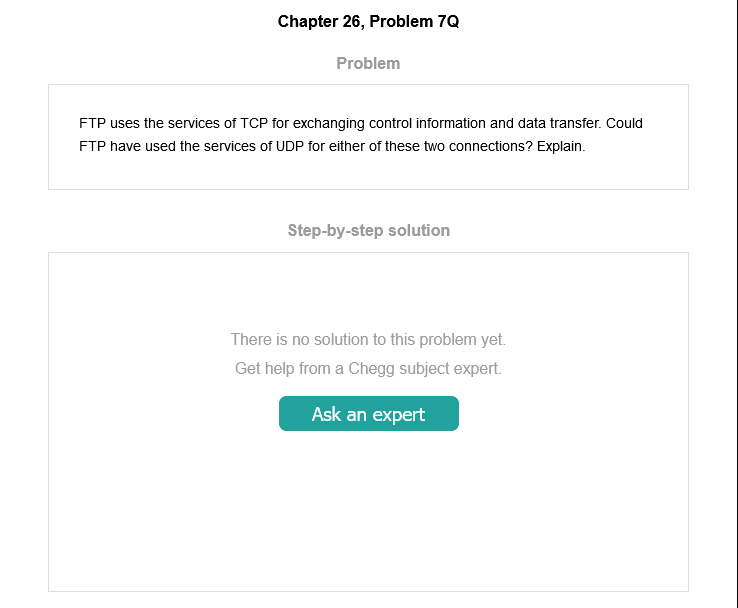 Chapter 26, Problem 7Q
Problem
FTP uses the services of TCP for exchanging control information and data transfer. Could
FTP have used the services of UDP for either of these two connections? Explain.
Step-by-step solution
There is no solution to this problem yet.
Get help from a Chegg subject expert.
Ask an expert